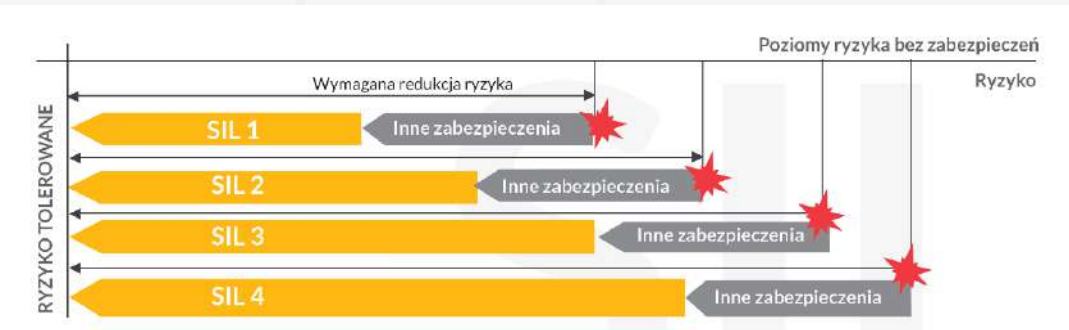 Poziomy ryzyka bez zabezpieczeń
Ryzyko
Wymagana redukcja ryzyka
RYZYKO TOLEROWANE
SIL 1
Inne zabezpieczenia
SIL 2
Inne zabezpieczenia
SIL 3
Inne zabezpieczenia
SIL 4
Inne zabezpieczenia